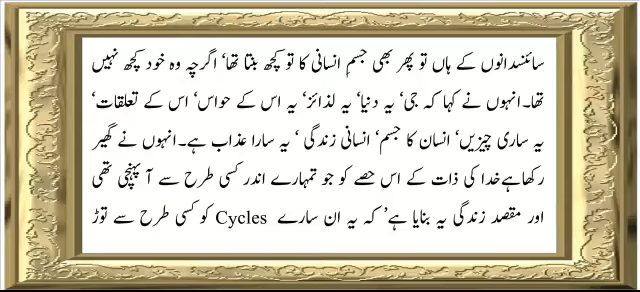 سائنسدانوں کے ہاں تو پھر بھی جسمِ انسانی کا تو کچھ بنتا تھا‘ اگرچہ وہ خود کچھ نہیں
تھا۔ انہوں نے کہا کہ جی‘ یہ دنیا‘ یہ لذائذ‘ یہ اس کے حواس‘ اس کے تعلقات‘
یہ ساری چیزیں‘ انسان کا جسم‘ انسانی زندگی ‘ یہ سارا عذاب ہے۔ انہوں نے گھیر
رکھا ہے خدا کی ذات کے اس حصے کو جو تمہارے اندر کسی طرح سے آ پہنچی تھی
اور مقصد زندگی یہ بنایا ہے‘ کہ یہ ان سارے Cycles کو کسی طرح سے توڑ